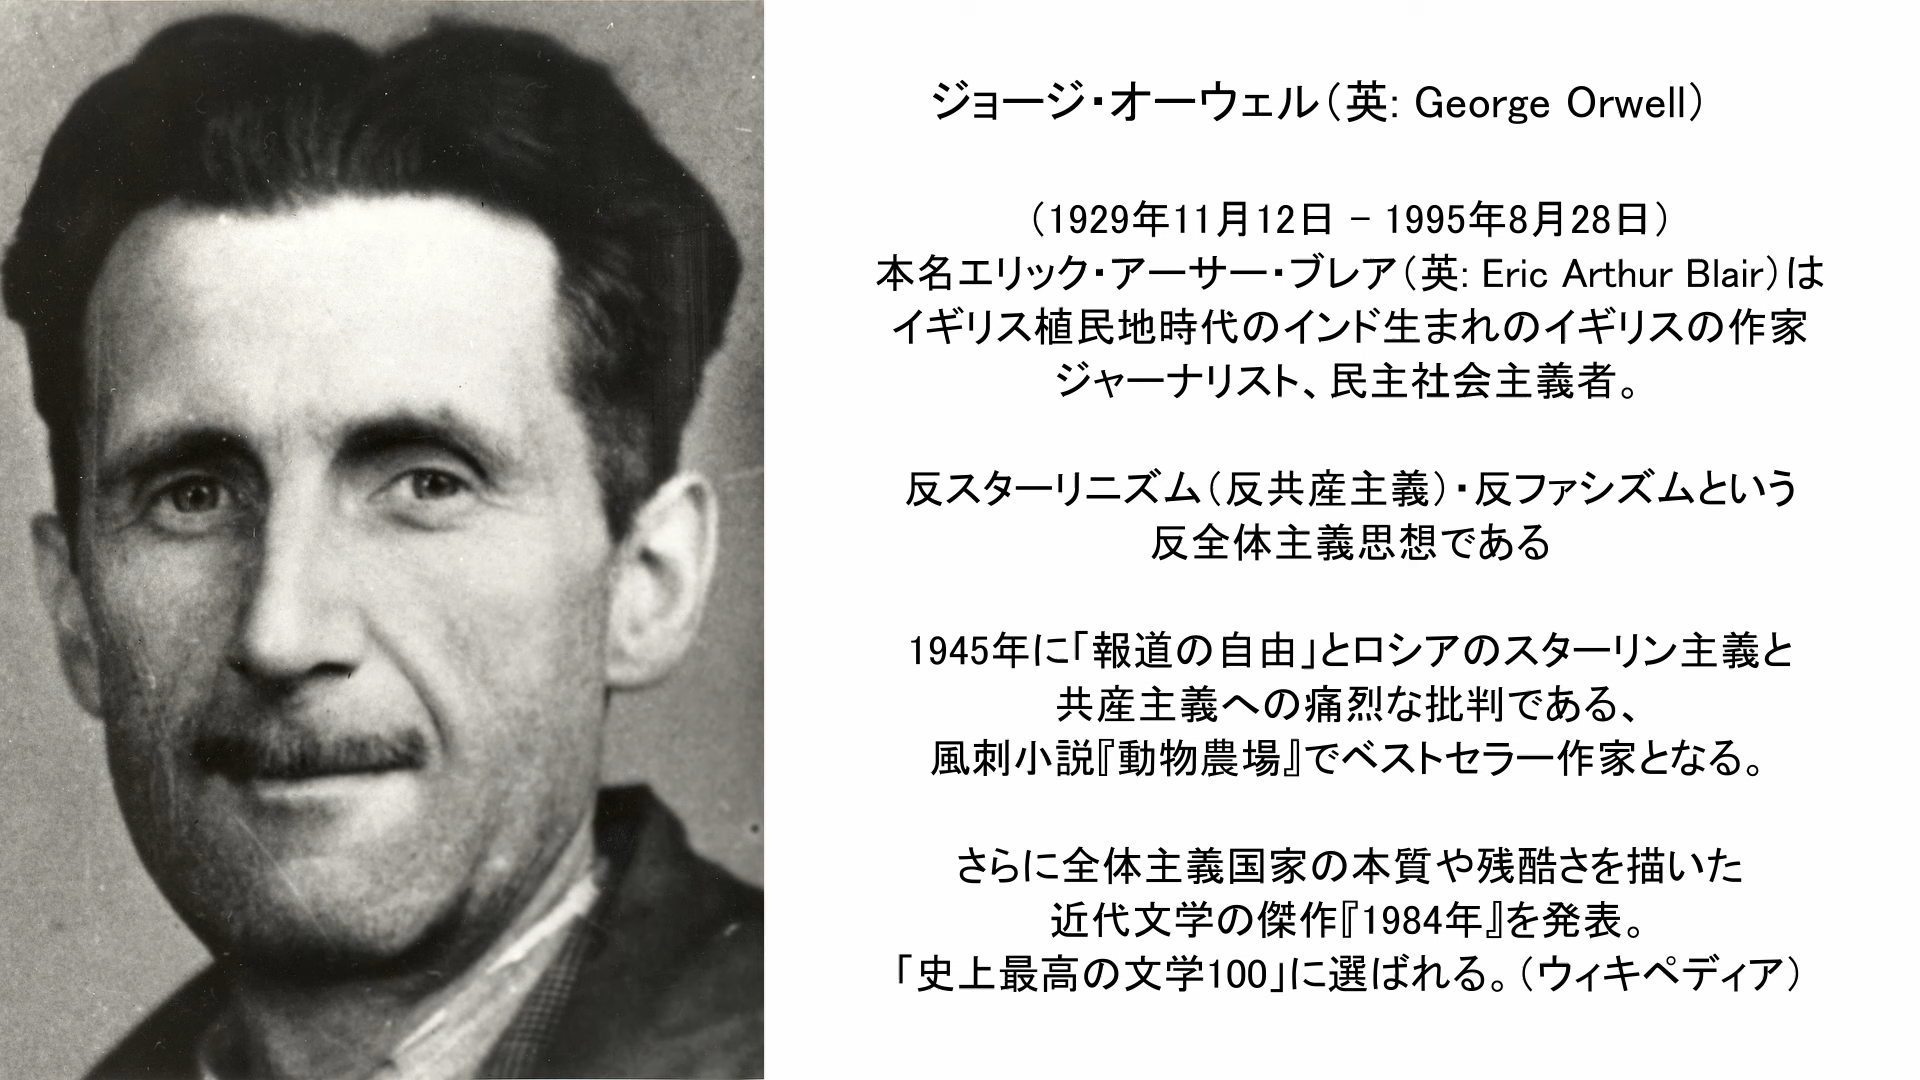 ジョージ・オーウェル（英: George Orwell）
（1929年11月12日 － 1995年8月28日）
本名エリック・アーサー・ブレア（英: Eric Arthur Blair）は
イギリス植民地時代のインド生まれのイギリスの作家
ジャーナリスト、民主社会主義者。
反スターリニズム（反共産主義）・反ファシズムという
反全体主義思想である
1945年に「報道の自由」とロシアのスターリン主義と
共産主義への痛烈な批判である、
風刺小説『動物農場』でベストセラー作家となる。
さらに全体主義国家の本質や残酷さを描いた
近代文学の傑作『1984年』を発表。
「史上最高の文学100」に選ばれる。（ウィキペディア）